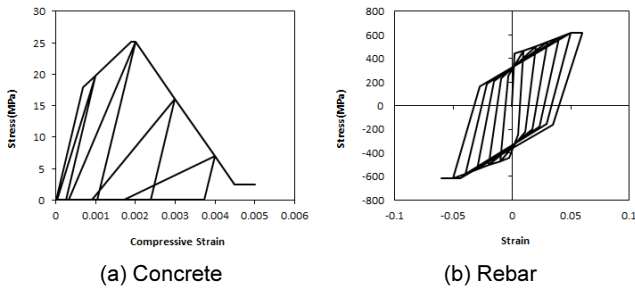 30
25
20
15
10
5
0
Stress(MPa)
0 0.001 0.002 0.003 0.004 0.005 0.006
Compressive Strain
(a) Concrete
800
600
400
200
0
-200
-400
-600
-800
Stress(MPa)
-0.1 -0.05 0 0.05 0.1
Strain
(b) Rebar